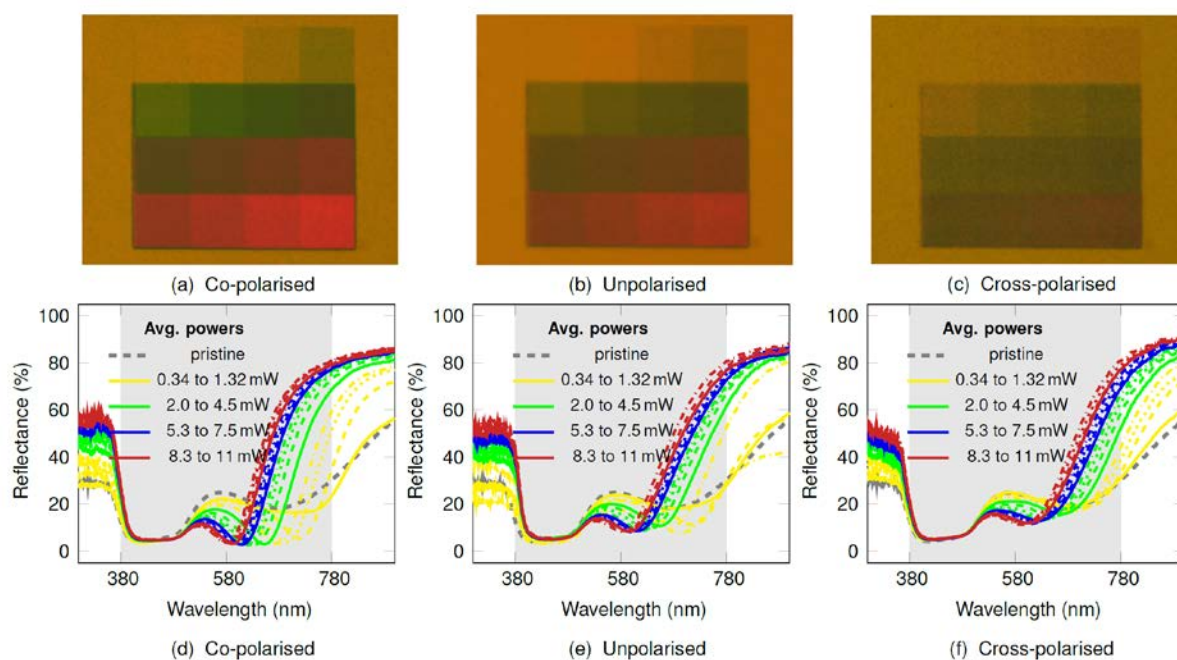 (a) Co-polarised
(b) Unpolarised
(c) Cross-polarised
100
80
60
40
20
0
Reflectance (%)
Avg. powers
pristine
0.34 to 1.32 mW
2.0 to 4.5 mW
5.3 to 7.5 mW
8.3 to 11 mW
380
580
780
Wavelength (nm)
(d) Co-polarised
100
80
60
40
20
0
Reflectance (%)
Avg. powers
pristine
0.34 to 1.32 mW
2.0 to 4.5 mW
5.3 to 7.5 mW
8.3 to 11 mW
380
580
780
Wavelength (nm)
(e) Unpolarised
100
80
60
40
20
0
Reflectance (%)
Avg. powers
pristine
0.34 to 1.32 mW
2.0 to 4.5 mW
5.3 to 7.5 mW
8.3 to 11 mW
380
580
780
Wavelength (nm)
(f) Cross-polarised